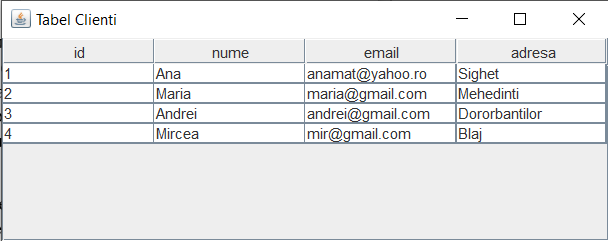 Tabel Clienti
id nume email adresa
1 Ana anamat@yahoo.ro Sighet
2 Maria maria@gmail.com Mehedinti
3 Andrei andrei@gmail.com Dororbantilor
4 Mircea mir@gmail.com Blaj